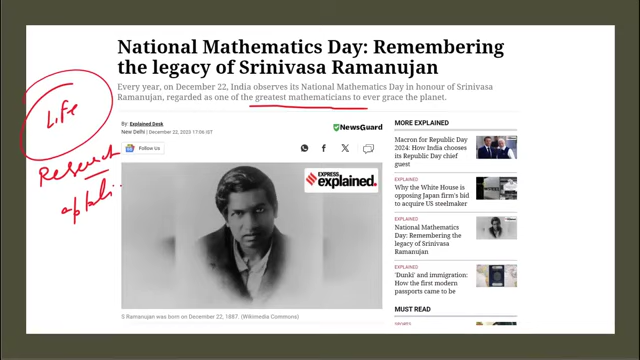 National Mathematics Day: Remembering
the legacy of Srinivasa Ramanujan
Every year, on December 22, India observes its National Mathematics Day in honour of Srinivasa
Ramanujan, regarded as one of the greatest mathematicians to ever grace the planet.
Life
By: Explained Desk
New Delhi | December 22, 2023 17:06 IST
NewsGuard
Follow Us
EXPRESS
explained.
S Ramanujan was born on December 22, 1887. (Wikimedia Commons)
MORE EXPLAINED
Macron for Republic Day
2024: How India chooses
its Republic Day chief
guest
EXPLAINED
Why the White House is
opposing Japan firm's bid
to acquire US steelmaker
EXPLAINED
National Mathematics
Day: Remembering the
legacy of Srinivasa
Ramanujan
EXPLAINED
'Dunki' and immigration:
How the first modern
passports came to be
MUST READ